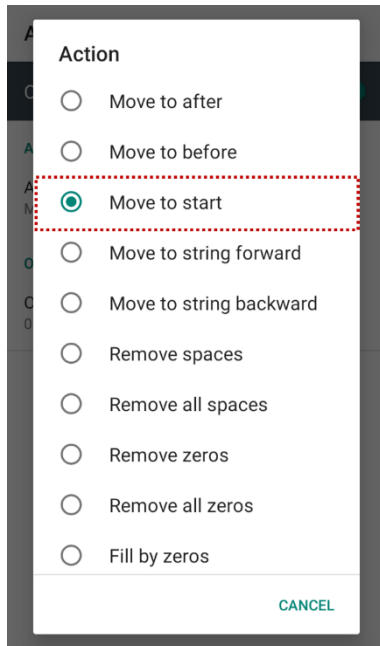 Action
Move to after
Move to before
Move to start
Move to string forward
Move to string backward
Remove spaces
Remove all spaces
Remove zeros
Remove all zeros
Fill by zeros
CANCEL